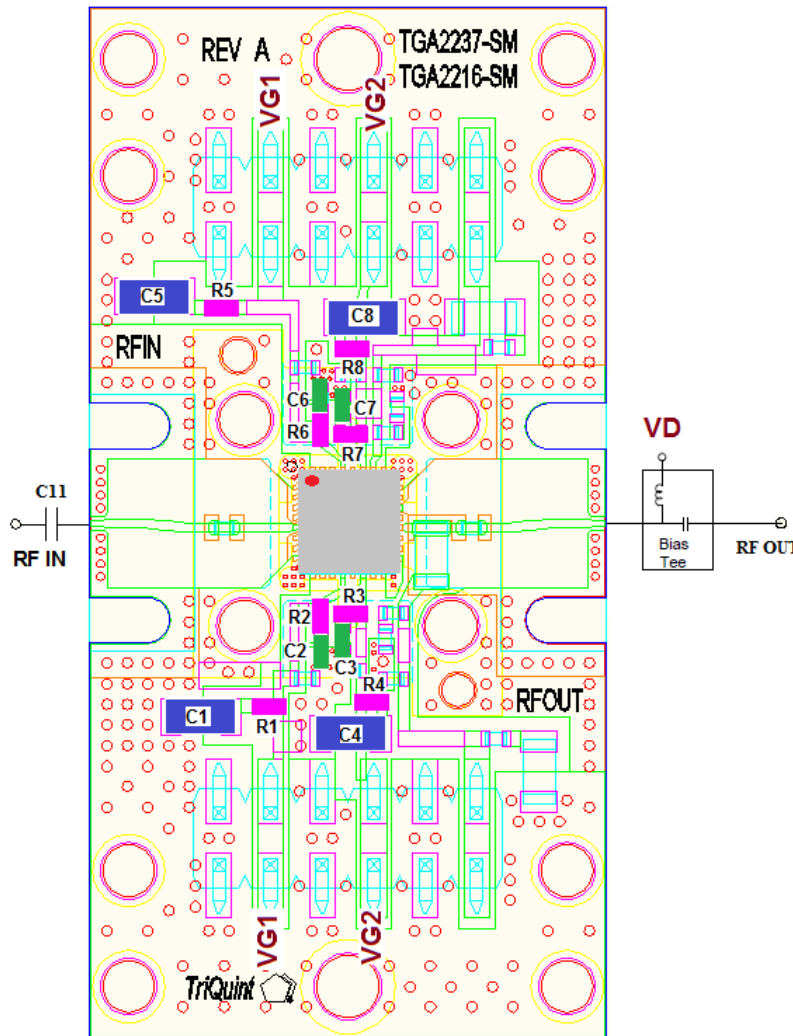 REV A
TGA2237-SM
TGA2216-SM
VG1
VG2
C5
R5
C8
RFIN
R8
C6
C7
R6
R7
VD
C11
RF IN
Bias
Tee
RF OUT
R3
R2
C2
C3
R4
RFOUT
C1
R1
C4
VG1
VG2
TriQuint